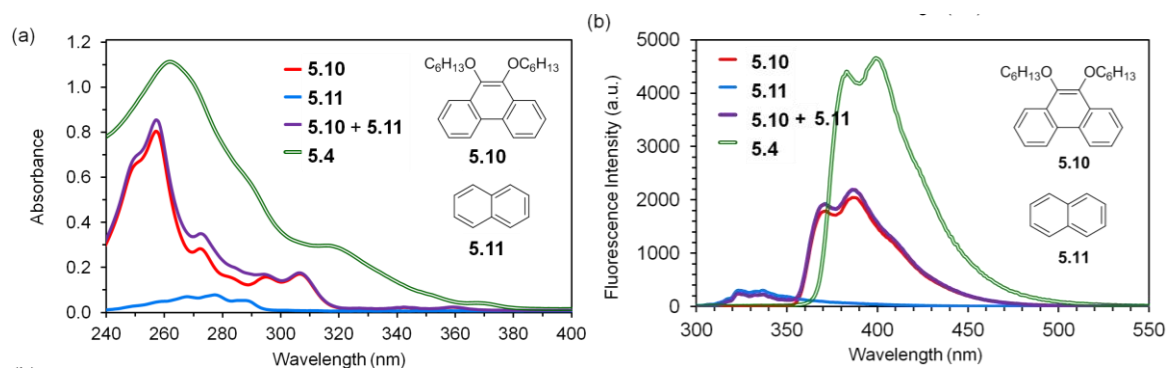 (a)
1.2
1.0
0.8
0.6
0.4
0.2
0.0
Absorbance
240 260 280 300 320 340 360 380 400
Wavelength (nm)
5.10
5.11
5.10 + 5.11
5.4
C6H13O OC6H13
5.10
5.11
(b)
5000
4000
3000
2000
1000
0
Fluorescence Intensity (a.u.)
300 350 400 450 500 550
Wavelength (nm)
5.10
5.11
5.10 + 5.11
5.4
C6H13O OC6H13
5.10
5.11